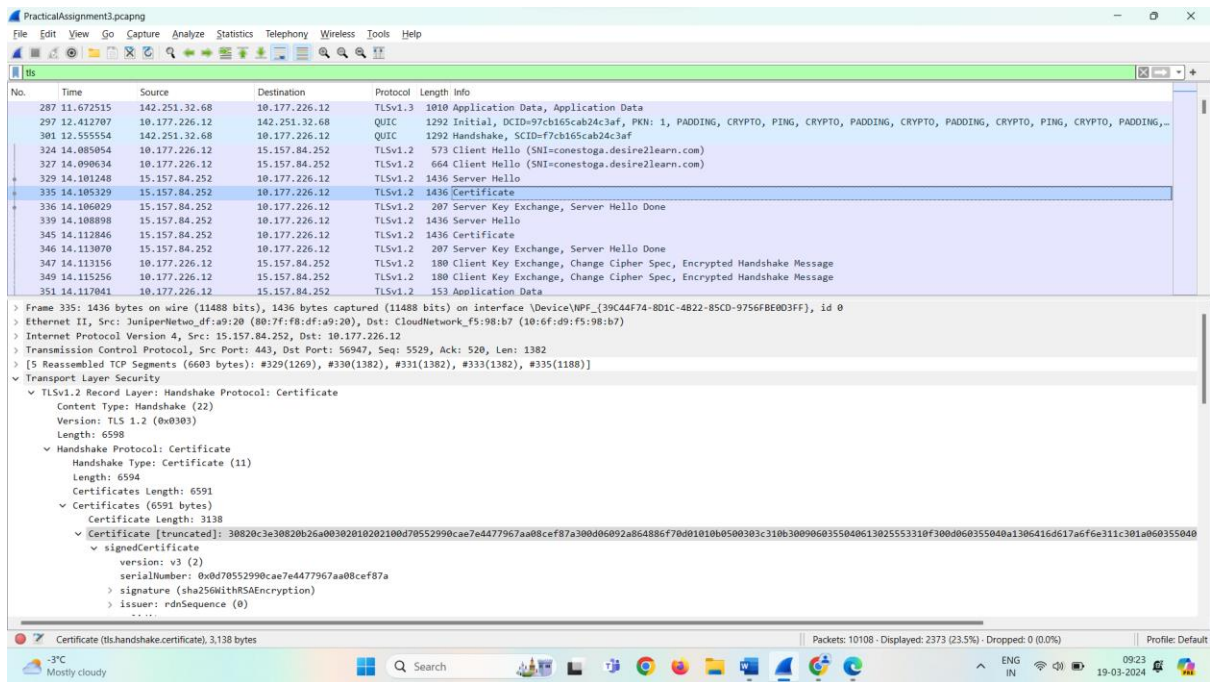 PracticalAssignment3.pcapng
File Edit View Go Capture Analyze Statistics Telephony Wireless Tools Help
tls
No. Time Source Destination Protocol Length Info
287 11.672515 142.251.32.68 10.177.226.12 TLSv1.3 1010 Application Data, Application Data
297 12.412707 10.177.226.12 142.251.32.68 QUIC 1292 Initial, DCID=97cb165cab24c3af, PKN: 1, PADDING, CRYPTO, PING, CRYPTO, PADDING, CRYPTO, PADDING, CRYPTO, PING, CRYPTO, PADDING,…
301 12.555554 142.251.32.68 10.177.226.12 QUIC 1292 Handshake, SCID=f7cb165cab24c3af
324 14.085054 10.177.226.12 15.157.84.252 TLSv1.2 573 Client Hello (SNI=conestoga.desire2learn.com)
327 14.090634 10.177.226.12 15.157.84.252 TLSv1.2 664 Client Hello (SNI=conestoga.desire2learn.com)
329 14.101248 15.157.84.252 10.177.226.12 TLSv1.2 1436 Server Hello
335 14.105329 15.157.84.252 10.177.226.12 TLSv1.2 1436 Certificate
336 14.106029 15.157.84.252 10.177.226.12 TLSv1.2 207 Server Key Exchange, Server Hello Done
339 14.108898 15.157.84.252 10.177.226.12 TLSv1.2 1436 Server Hello
345 14.112846 15.157.84.252 10.177.226.12 TLSv1.2 1436 Certificate
346 14.113070 15.157.84.252 10.177.226.12 TLSv1.2 207 Server Key Exchange, Server Hello Done
347 14.113156 10.177.226.12 15.157.84.252 TLSv1.2 180 Client Key Exchange, Change Cipher Spec, Encrypted Handshake Message
349 14.115256 10.177.226.12 15.157.84.252 TLSv1.2 180 Client Key Exchange, Change Cipher Spec, Encrypted Handshake Message
351 14.117041 10.177.226.12 15.157.84.252 TLSv1.2 153 Application Data
Frame 335: 1436 bytes on wire (11488 bits), 1436 bytes captured (11488 bits) on interface \Device\NPF_{39C44F74-8D1C-4B22-85CD-9756FBE0D3FF}, id 0
Ethernet II, Src: JuniperNetwo_df:a9:20 (80:7f:f8:df:a9:20), Dst: CloudNetwork_f5:98:b7 (10:6f:d9:f5:98:b7)
Internet Protocol Version 4, Src: 15.157.84.252, Dst: 10.177.226.12
Transmission Control Protocol, Src Port: 443, Dst Port: 56947, Seq: 5529, Ack: 520, Len: 1382
[5 Reassembled TCP Segments (6603 bytes): #329(1269), #330(1382), #331(1382), #333(1382), #335(1188)]
Transport Layer Security
TLSv1.2 Record Layer: Handshake Protocol: Certificate
Content Type: Handshake (22)
Version: TLS 1.2 (0x0303)
Length: 6598
Handshake Protocol: Certificate
Handshake Type: Certificate (11)
Length: 6594
Certificates Length: 6591
Certificates (6591 bytes)
Certificate Length: 3138
Certificate [truncated]: 30820c3e30820b26a00302010202100d70552990cae7e4477967aa08cef87a300d06092a864886f70d01010b0500303c310b300906035504061302555331 0f300d060355040a1306416d617a6f6e311c301a060355040
signedCertificate
version: v3 (2)
serialNumber: 0x0d70552990cae7e4477967aa08cef87a
signature (sha256WithRSAEncryption)
issuer: rdnSequence (0)
Certificate (tls.handshake.certificate), 3,138 bytes Packets: 10108 · Displayed: 2373 (23.5%) · Dropped: 0 (0.0%) Profile: Default
-3°C
Mostly cloudy
Search
ENG
IN
09:23
19-03-2024